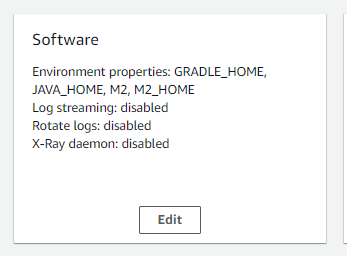 Software
Environment properties: GRADLE_HOME,
JAVA_HOME, M2, M2_HOME
Log streaming: disabled
Rotate logs: disabled
X-Ray daemon: disabled
Edit